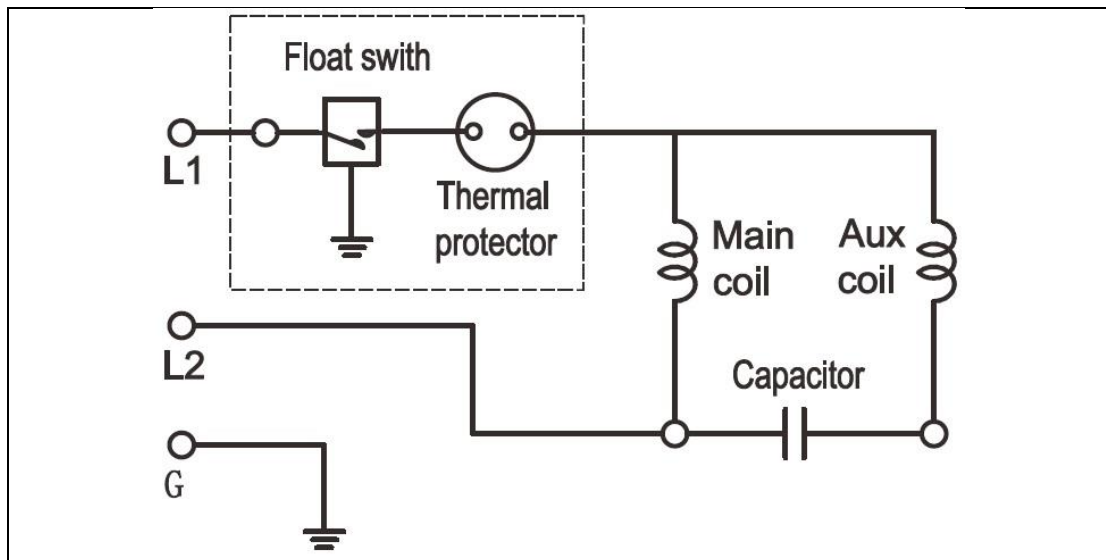 Float swith
L1
Thermal
protector
Main
coil
Aux
coil
L2
Capacitor
G